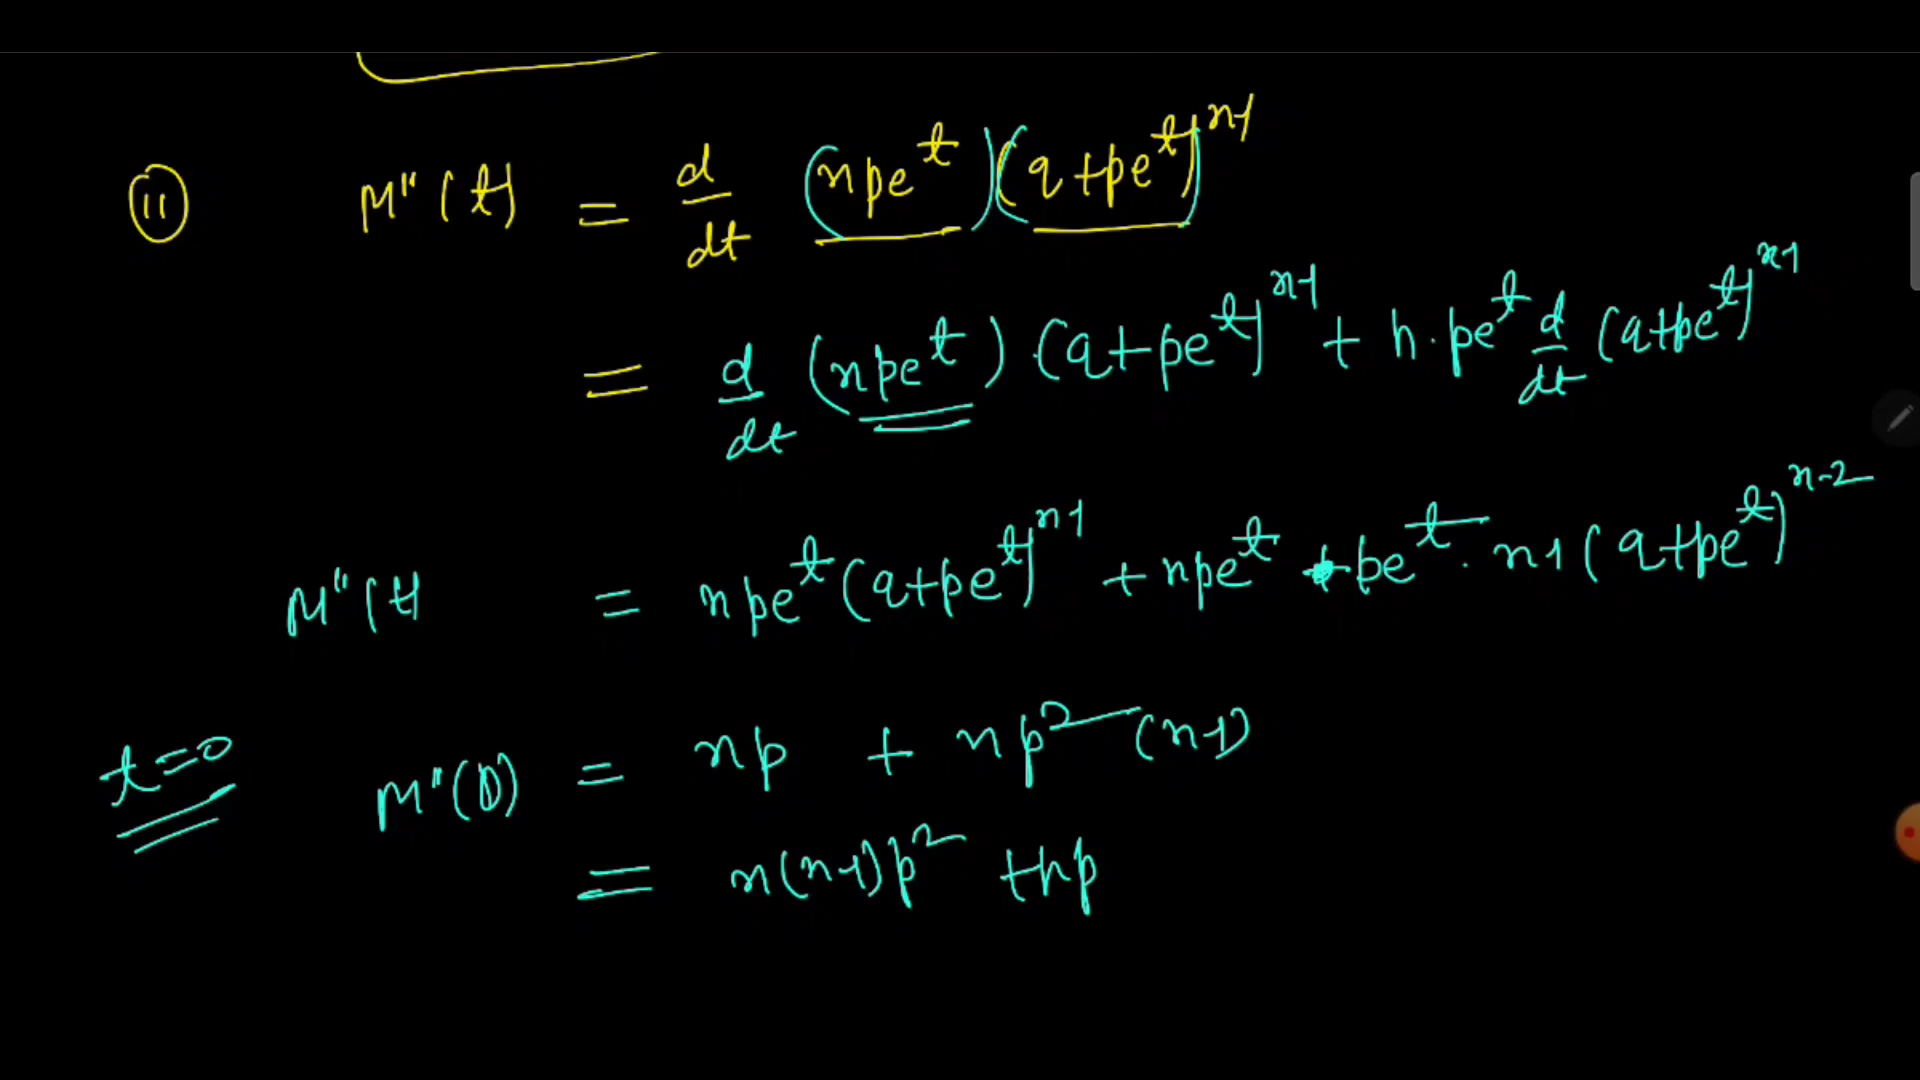 (11) M"(t) = d/dt (npe^t)(q+pe^t)^n-1
= d/dt (npe^t).(q+pe^t)^n-1 + n.pe^t d/dt (q+pe^t)^n-1
M"(t) = npe^t(q+pe^t)^n-1 + npe^t . pe^t . n-1 (q+pe^t)^n-2
t=0 M"(0) = np + np^2 (n-1)
= n(n-1)p^2 + np